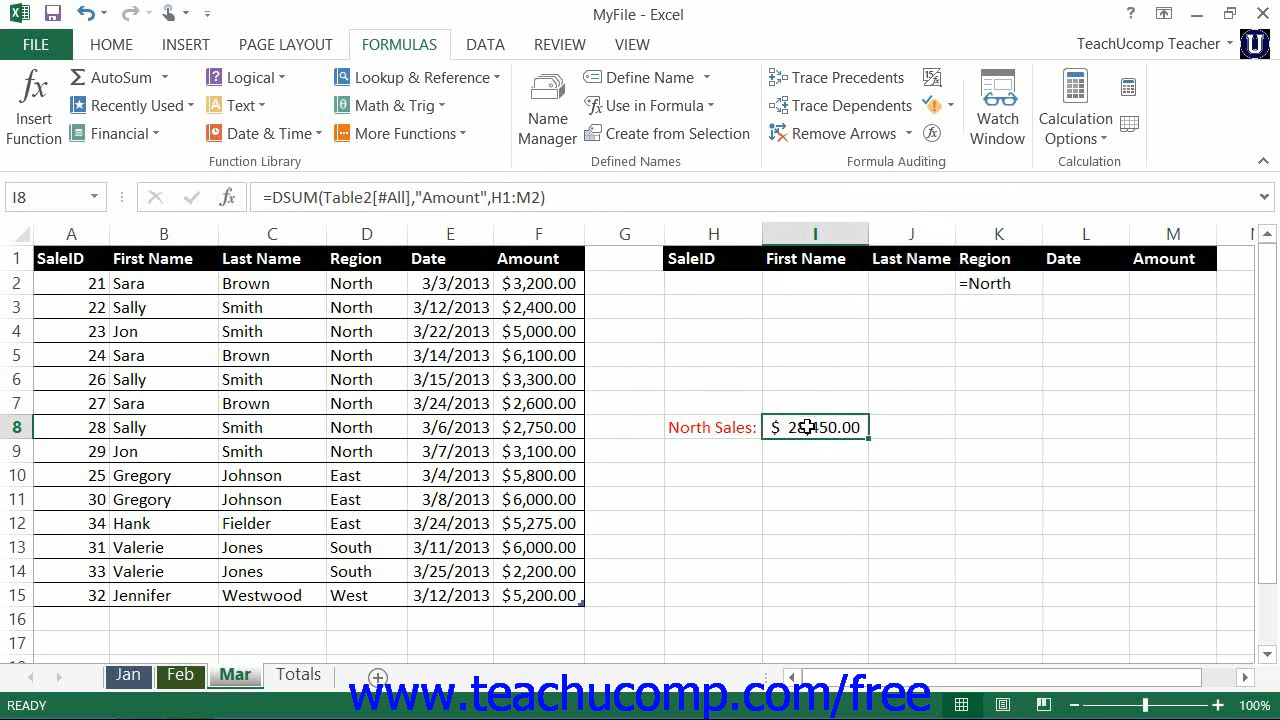 MyFile - Excel
FILE HOME INSERT PAGE LAYOUT FORMULAS DATA REVIEW VIEW TeachUcomp Teacher U
fx Insert Function
AutoSum
Recently Used
Financial
Logical
Text
Date & Time
Lookup & Reference
Math & Trig
More Functions
Function Library
Name Manager
Define Name
Use in Formula
Create from Selection
Defined Names
Trace Precedents
Trace Dependents
Remove Arrows
Formula Auditing
Watch Window
Calculation Options
Calculation
I8 fx =DSUM(Table2[#All],"Amount",H1:M2)
A B C D E F G H I J K L M
1 SaleID First Name Last Name Region Date Amount SaleID First Name Last Name Region Date Amount
2 21 Sara Brown North 3/3/2013 $3,200.00 =North
3 22 Sally Smith North 3/12/2013 $2,400.00
4 23 Jon Smith North 3/22/2013 $5,000.00
5 24 Sara Brown North 3/14/2013 $6,100.00
6 26 Sally Smith North 3/15/2013 $3,300.00
7 27 Sara Brown North 3/24/2013 $2,600.00
8 28 Sally Smith North 3/6/2013 $2,750.00 North Sales: $ 28,450.00
9 29 Jon Smith North 3/7/2013 $3,100.00
10 25 Gregory Johnson East 3/4/2013 $5,800.00
11 30 Gregory Johnson East 3/8/2013 $6,000.00
12 34 Hank Fielder East 3/24/2013 $5,275.00
13 31 Valerie Jones South 3/11/2013 $6,000.00
14 33 Valerie Jones South 3/25/2013 $2,200.00
15 32 Jennifer Westwood West 3/12/2013 $5,200.00
16
17
Jan Feb Mar Totals
www.teachucomp.com/free
READY 100%